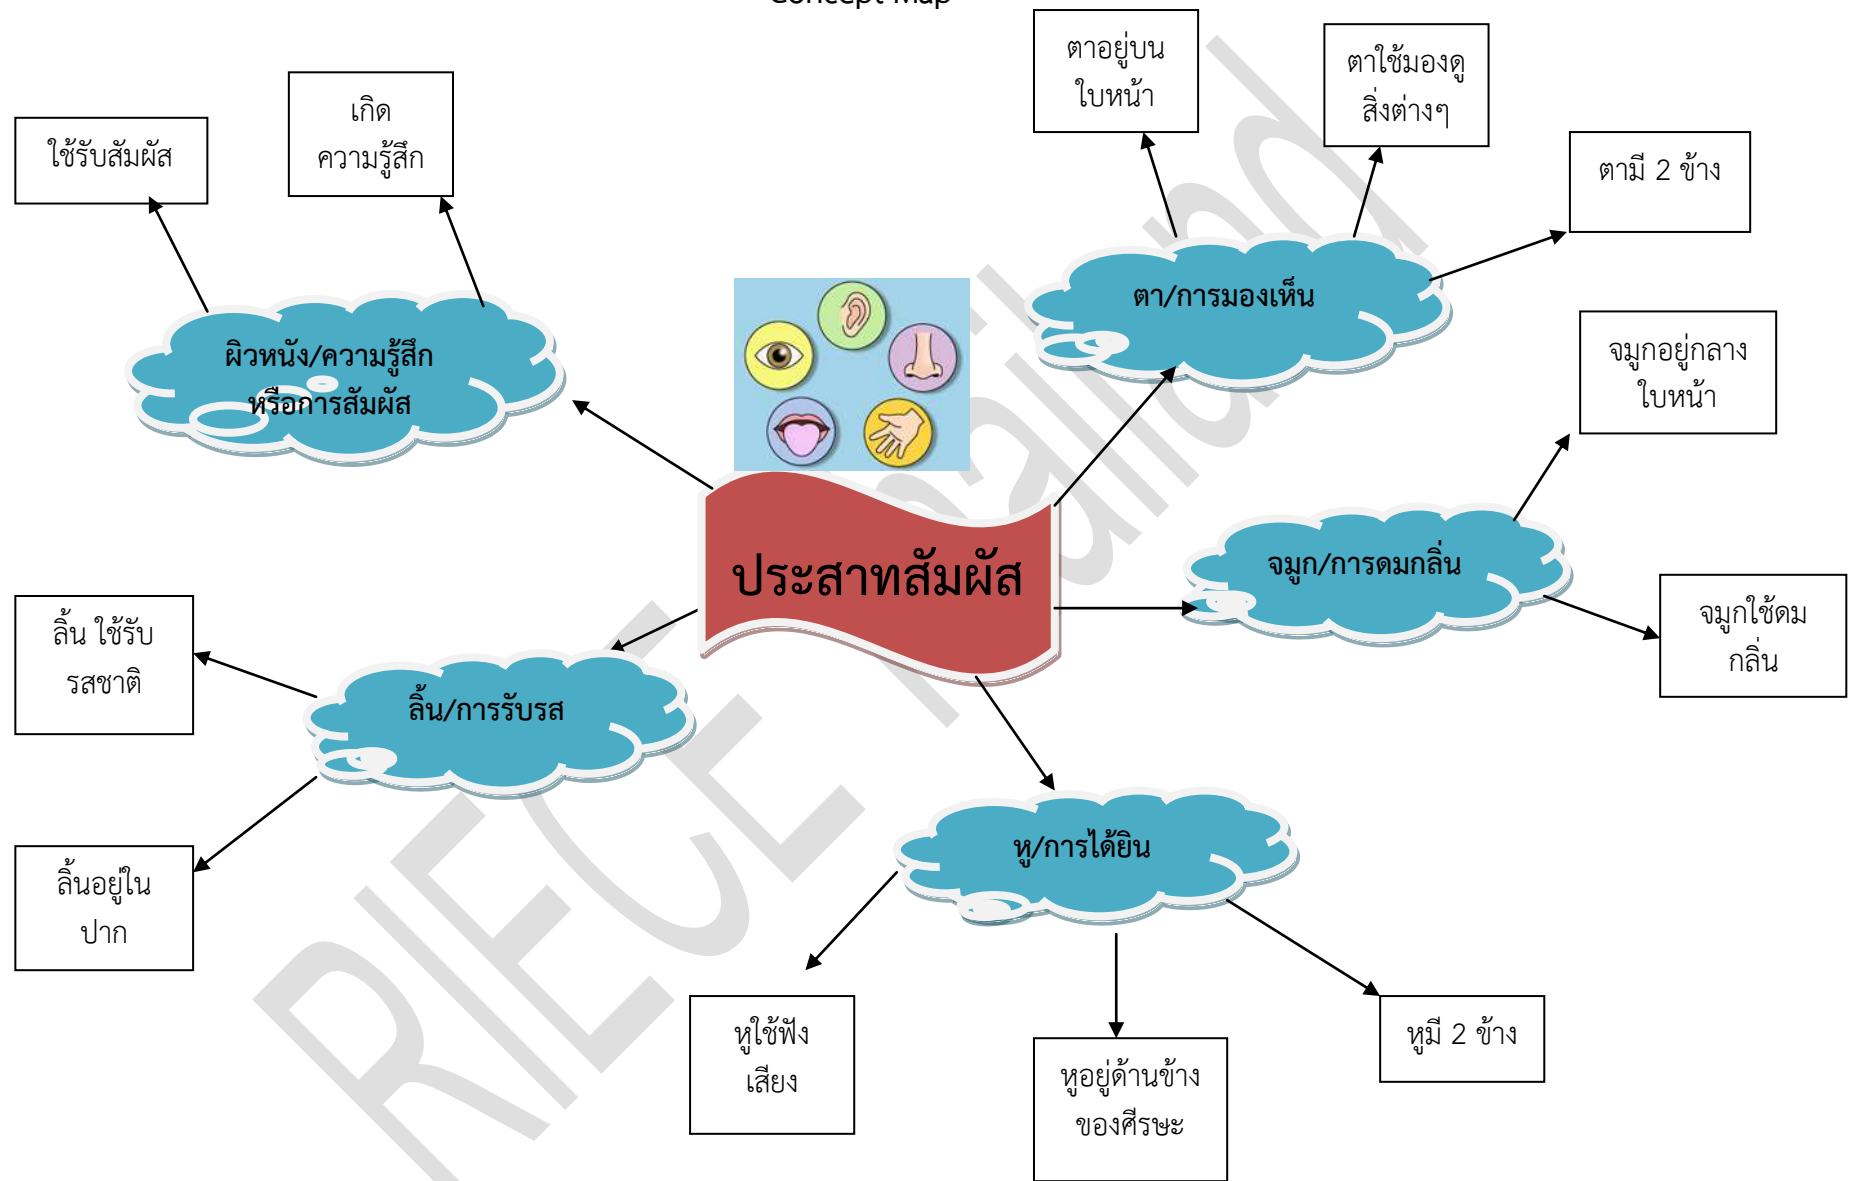 Concept Map
ตาอยู่บน
ใบหน้า
ตาใช้มองดู
สิ่งต่างๆ
เกิด
ความรู้สึก
ใช้รับสัมผัส
ตามี 2 ข้าง
ตา/การมองเห็น
ผิวหนัง/ความรู้สึก
หรือการสัมผัส
จมูกอยู่กลาง
ใบหน้า
ประสาทสัมผัส
จมูก/การดมกลิ่น
จมูกใช้ดม
กลิ่น
ลิ้น ใช้รับ
รสชาติ
ลิ้น/การรับรส
หู/การได้ยิน
ลิ้นอยู่ใน
ปาก
หูใช้ฟัง
เสียง
หูอยู่ด้านข้าง
ของศีรษะ
หูมี 2 ข้าง
RIECE Thailand